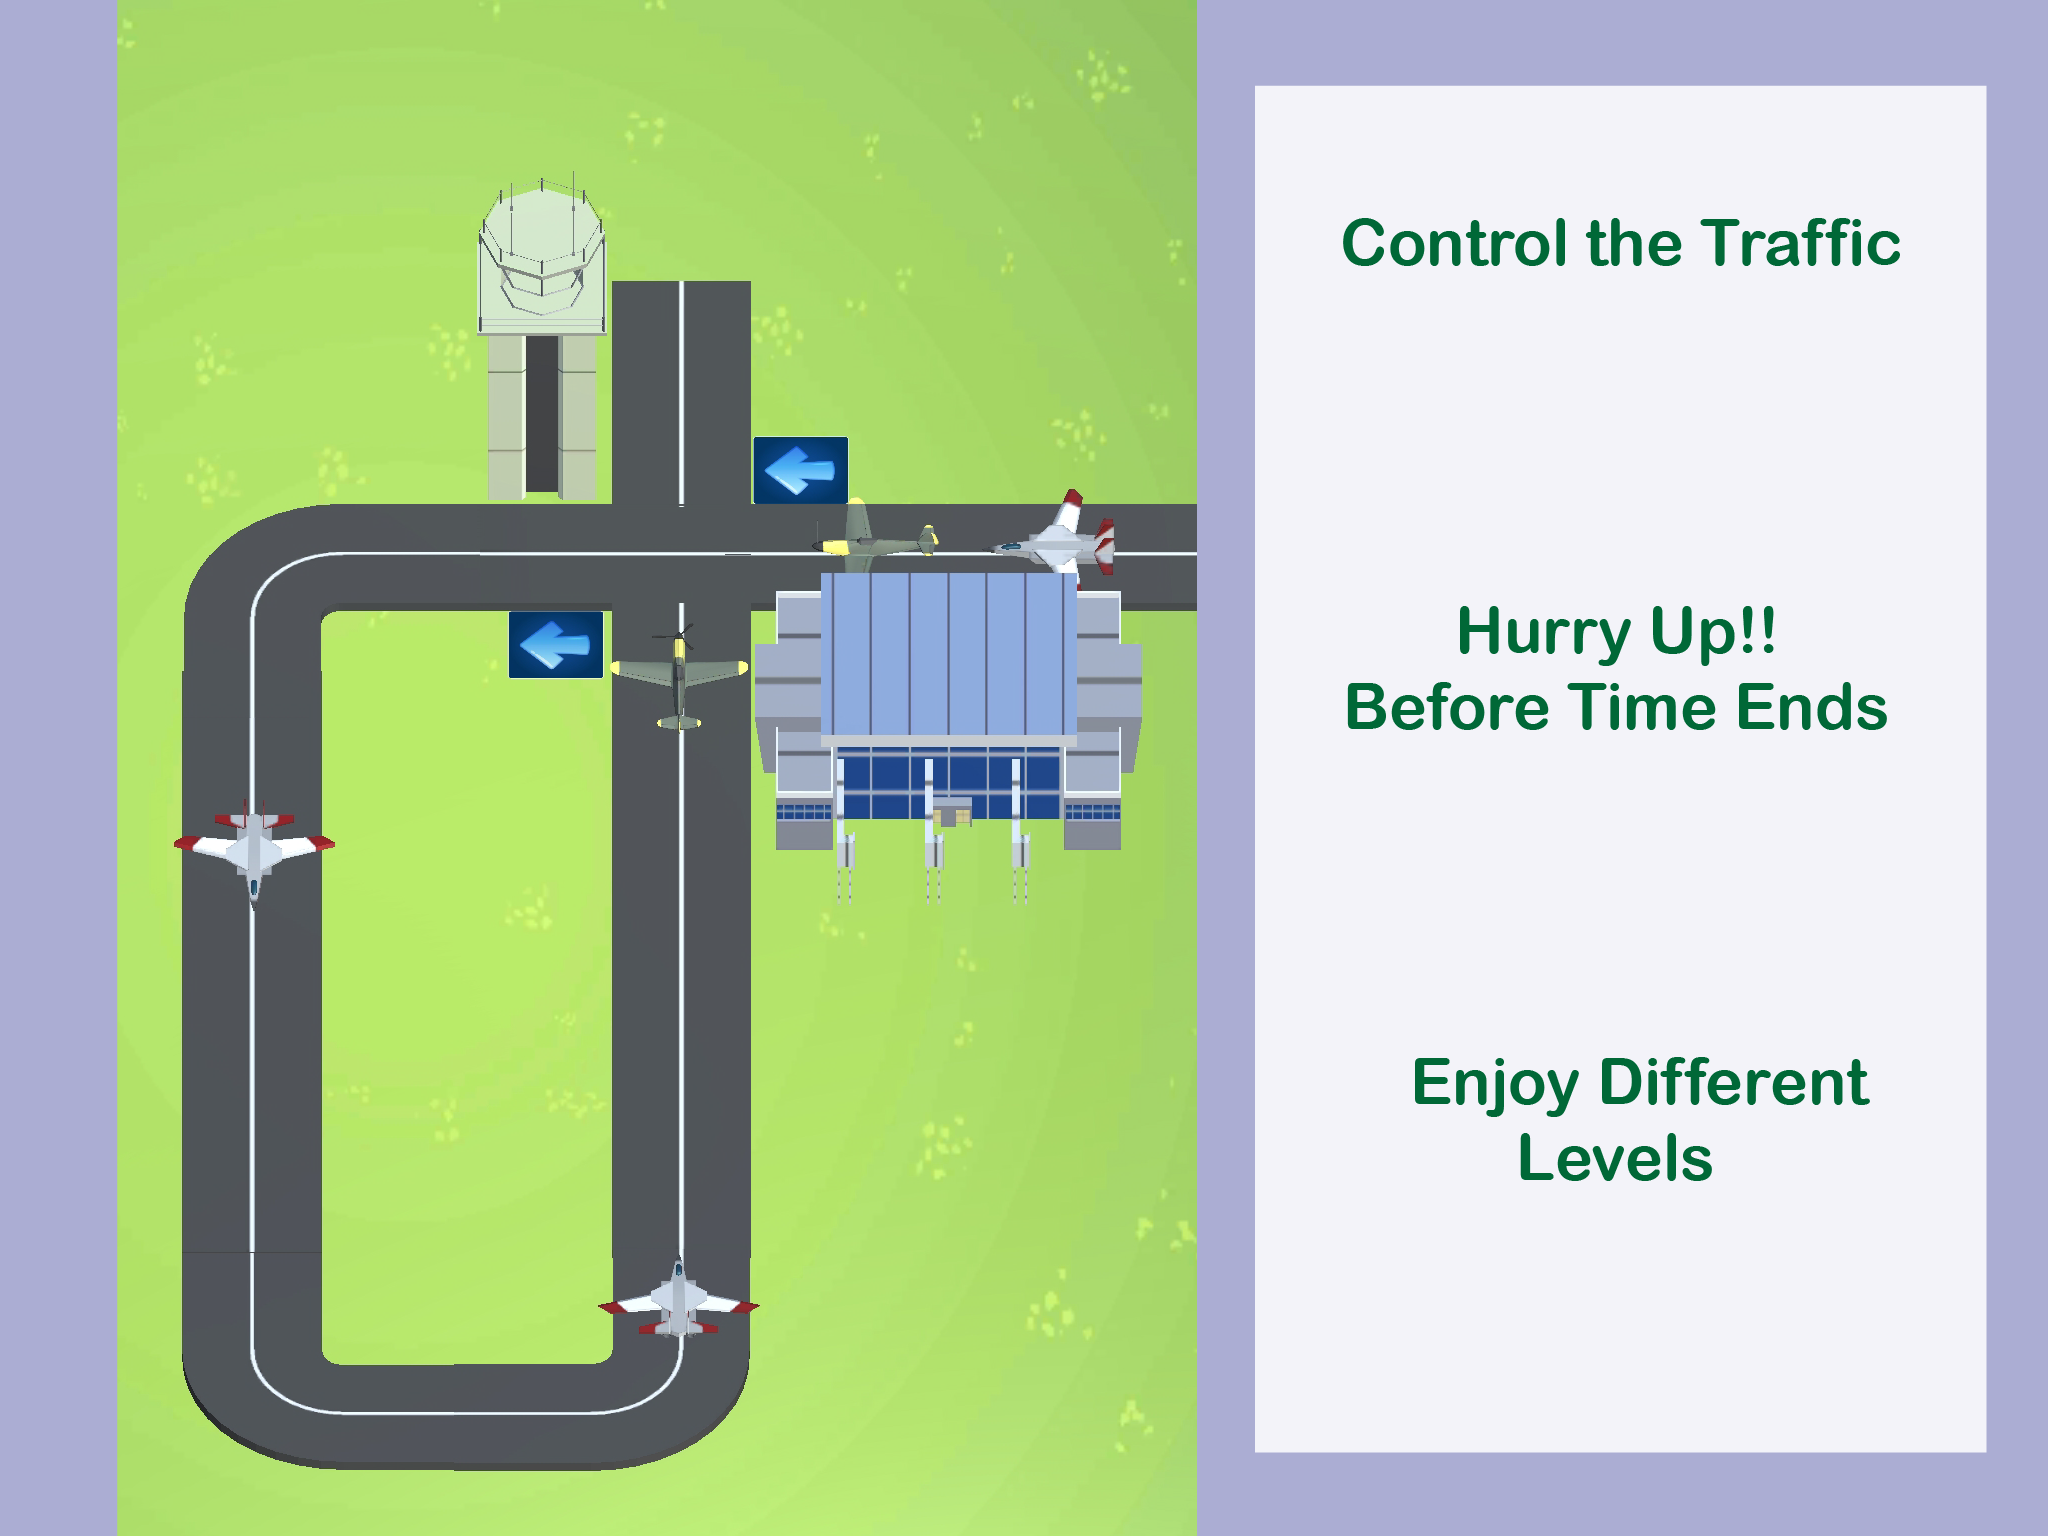 Control the Traffic
Hurry Up!!
Before Time Ends
Enjoy Different
Levels